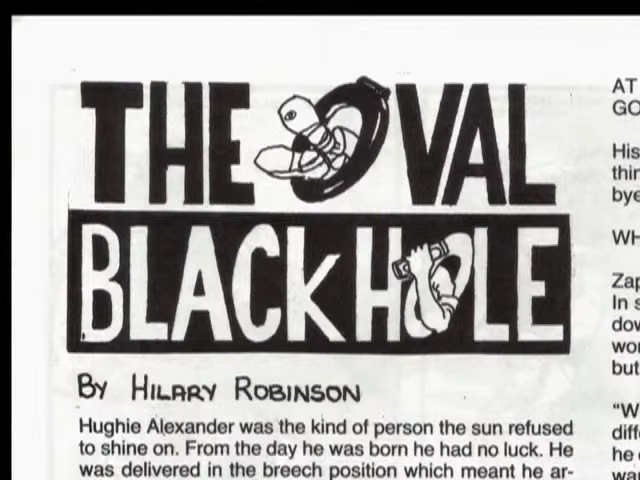 THE OVAL
BLACK HOLE
BY HILARY ROBINSON
Hughie Alexander was the kind of person the sun refused
to shine on. From the day he was born he had no luck. He
was delivered in the breech position which meant he ar-
AT
GO
His
thin
bye
WH
Zap
In s
dow
wor
but
"W
diffe
he